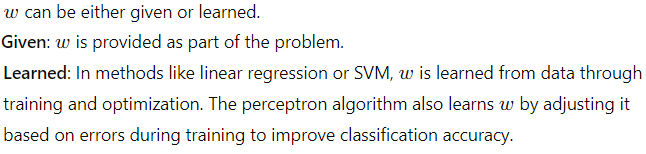 w can be either given or learned.
Given: w is provided as part of the problem.
Learned: In methods like linear regression or SVM, w is learned from data through
training and optimization. The perceptron algorithm also learns w by adjusting it
based on errors during training to improve classification accuracy.